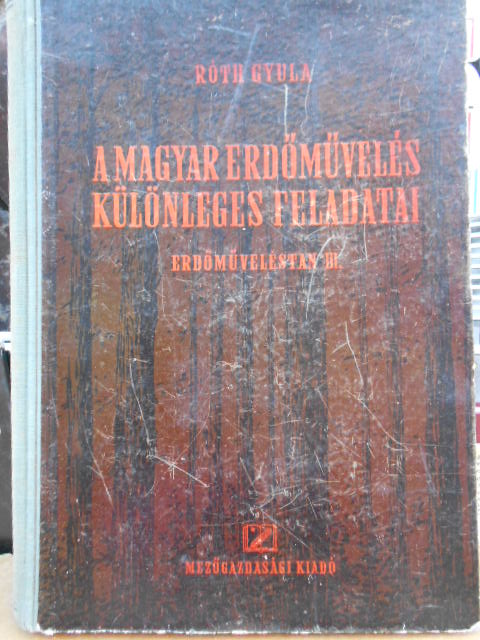 RÓTH GYULA
A MAGYAR ERDŐMŰVELÉS
KÜLÖNLEGES FELADATAI
ERDŐMŰVELÉSTAN III.
MEZŐGAZDASÁGI KIADÓ